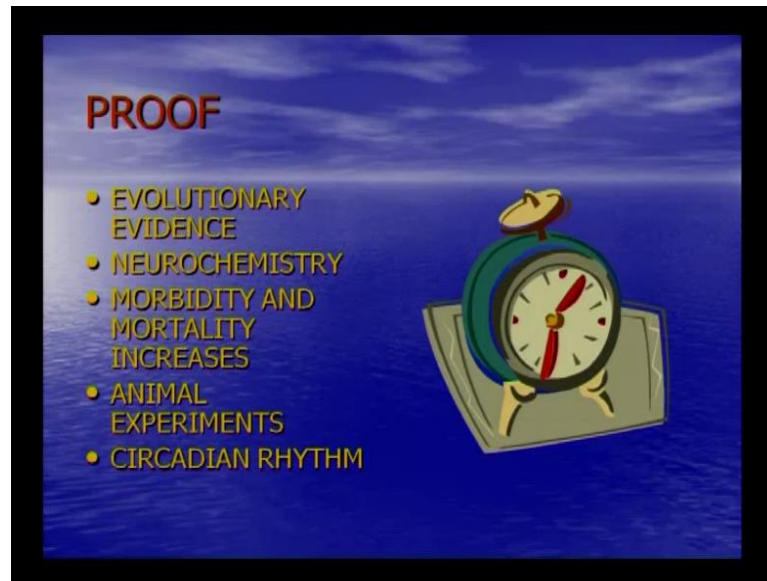 PROOF
• EVOLUTIONARY
EVIDENCE
• NEUROCHEMISTRY
• MORBIDITY AND
MORTALITY
INCREASES
• ANIMAL
EXPERIMENTS
• CIRCADIAN RHYTHM